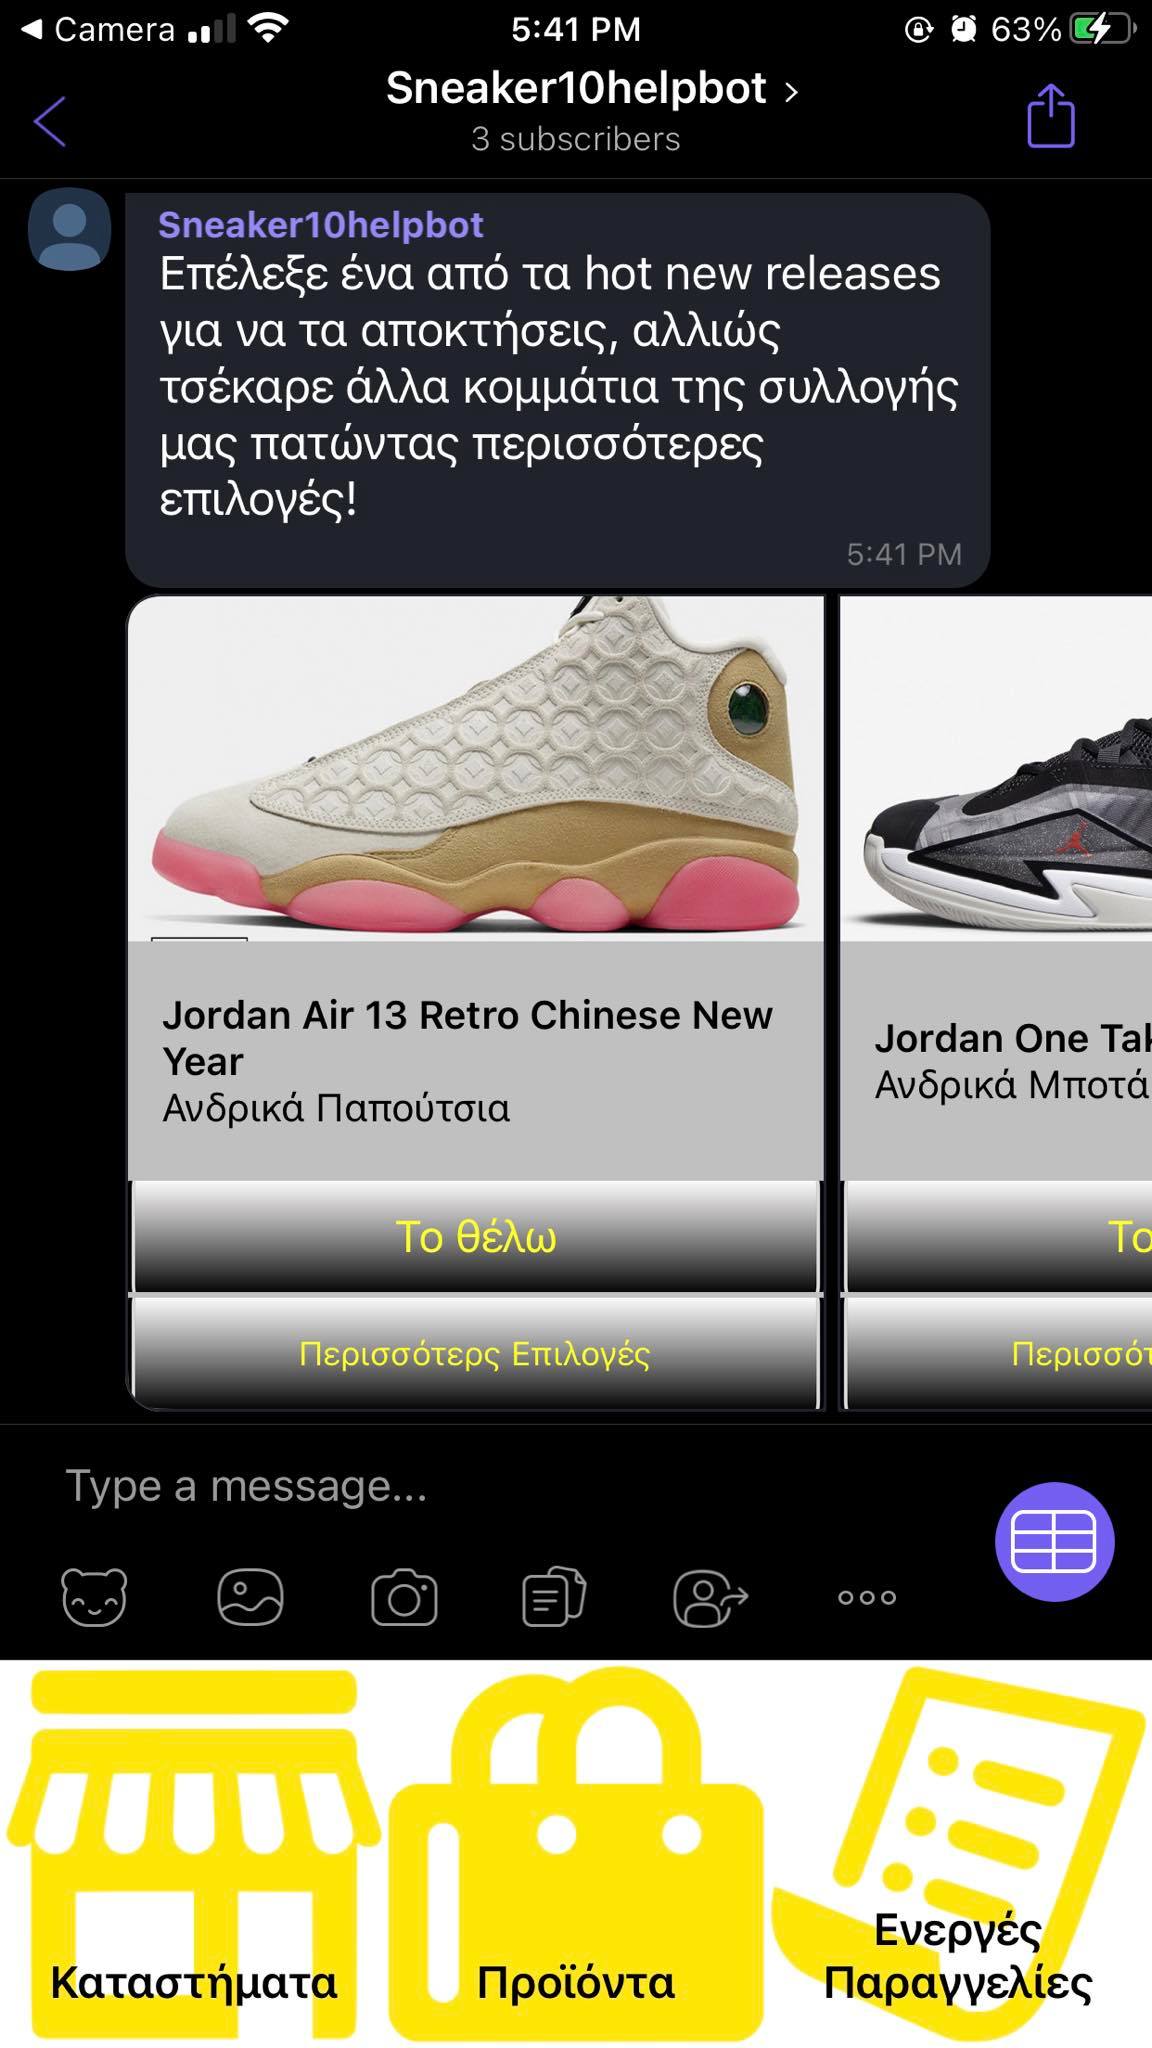 Camera
5:41 PM
63%
Sneaker10helpbot
3 subscribers
Sneaker10helpbot
Επέλεξε ένα από τα hot new releases
για να τα αποκτήσεις, αλλιώς
τσέκαρε άλλα κομμάτια της συλλογής
μας πατώντας περισσότερες
επιλογές!
5:41 PM
Jordan Air 13 Retro Chinese New
Year
Ανδρικά Παπούτσια
Jordan One Tak
Ανδρικά Μποτά
Το θέλω
Το
Περισσότερς Επιλογές
Περισσότ
Type a message...
Καταστήματα
Προϊόντα
Ενεργές
Παραγγελίες